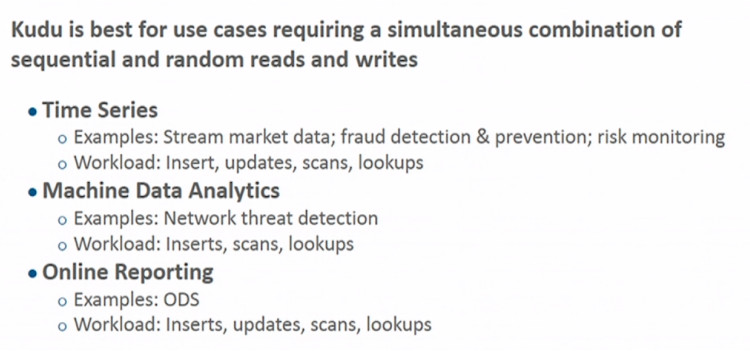 Kudu is best for use cases requiring a simultaneous combination of
sequential and random reads and writes
• Time Series
o Examples: Stream market data; fraud detection & prevention; risk monitoring
o Workload: Insert, updates, scans, lookups
• Machine Data Analytics
o Examples: Network threat detection
o Workload: Inserts, scans, lookups
• Online Reporting
o Examples: ODS
o Workload: Inserts, updates, scans, lookups